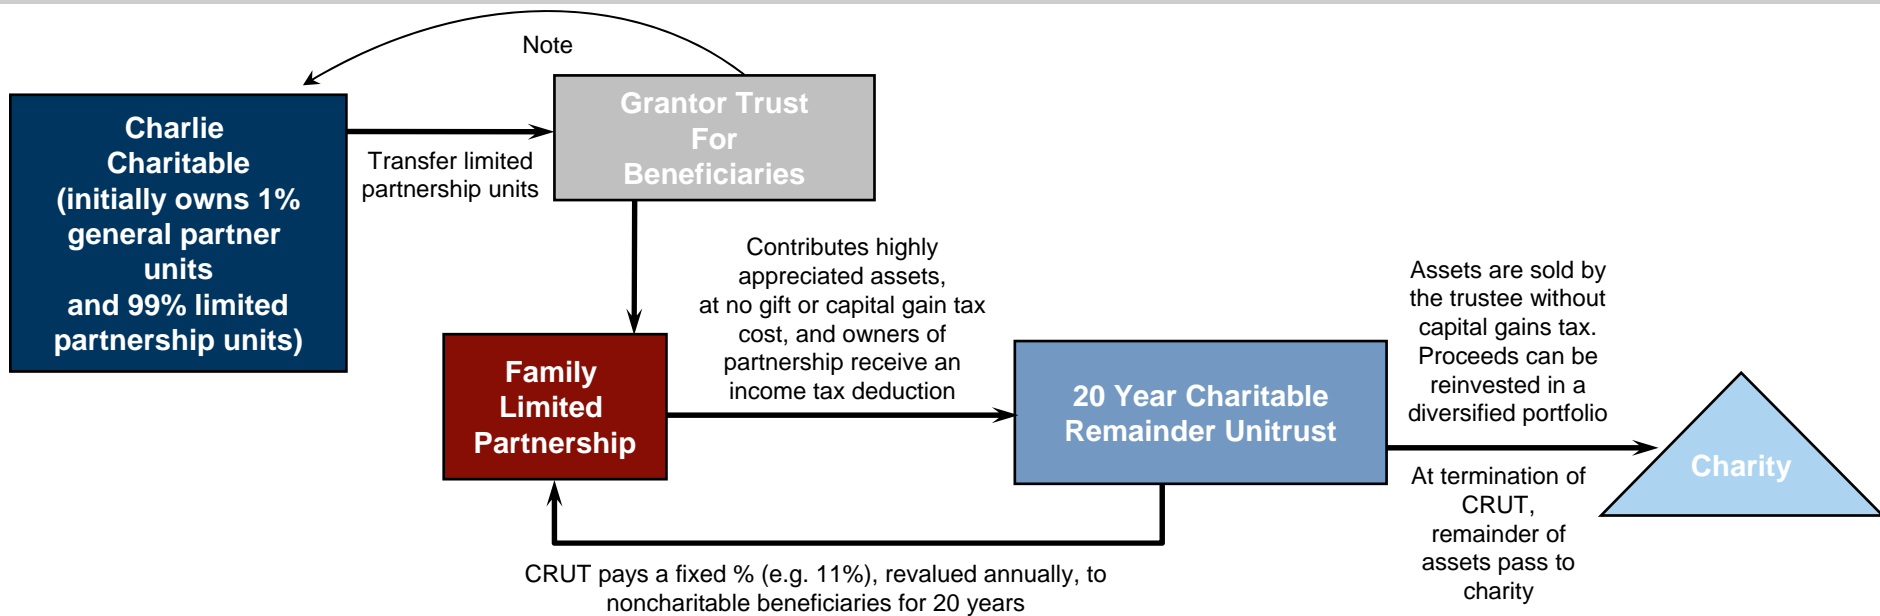 Note
Charlie
Charitable
(initially owns 1%
general partner
units
and 99% limited
partnership units)
Transfer limited
partnership units
Grantor Trust
For
Beneficiaries
Contributes highly
appreciated assets,
at no gift or capital gain tax
cost, and owners of
partnership receive an
income tax deduction
Family
Limited
Partnership
20 Year Charitable
Remainder Unitrust
Assets are sold by
the trustee without
capital gains tax.
Proceeds can be
reinvested in a
diversified portfolio
Charity
At termination of
CRUT,
remainder of
assets pass to
charity
CRUT pays a fixed % (e.g. 11%), revalued annually, to
noncharitable beneficiaries for 20 years